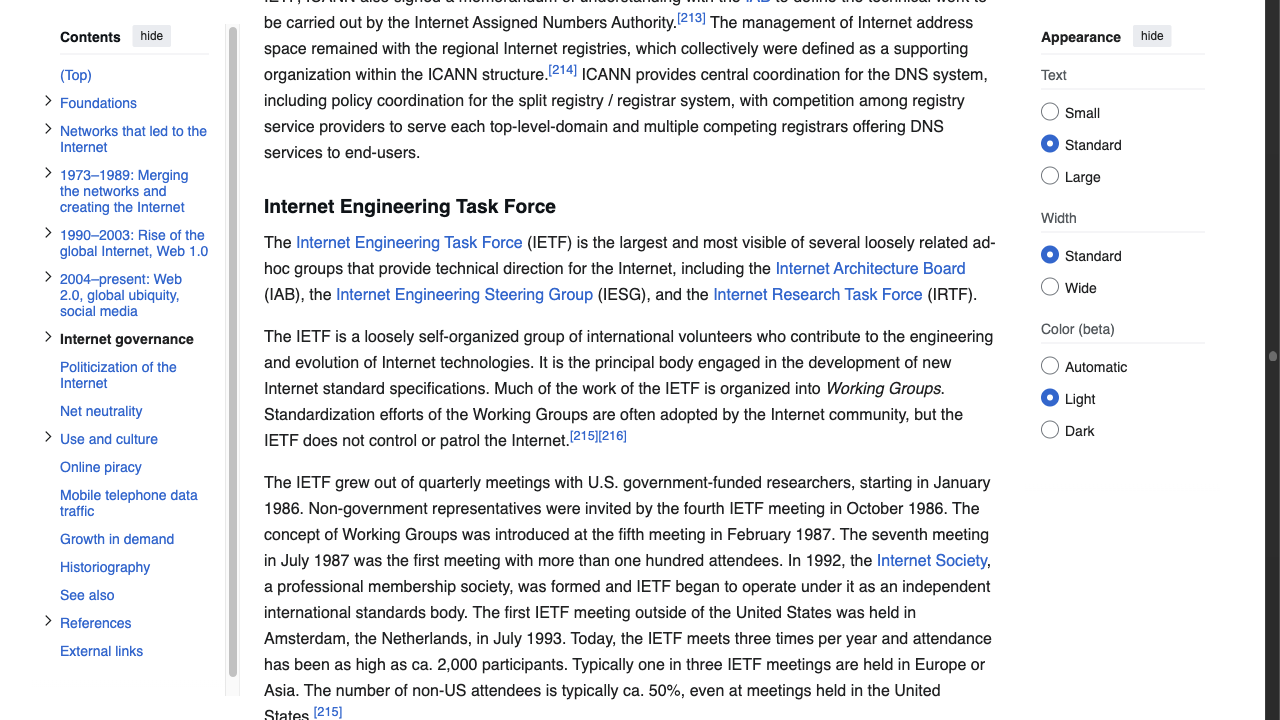 IETF, ICANN also signed a memorandum of understanding with the IAB to define the technical work to
be carried out by the Internet Assigned Numbers Authority.[213] The management of Internet address
space remained with the regional Internet registries, which collectively were defined as a supporting
organization within the ICANN structure.[214] ICANN provides central coordination for the DNS system,
including policy coordination for the split registry / registrar system, with competition among registry
service providers to serve each top-level-domain and multiple competing registrars offering DNS
services to end-users.
Contents hide
(Top)
Foundations
Networks that led to the
Internet
1973–1989: Merging
the networks and
creating the Internet
1990–2003: Rise of the
global Internet, Web 1.0
2004–present: Web
2.0, global ubiquity,
social media
Internet governance
Politicization of the
Internet
Net neutrality
Use and culture
Online piracy
Mobile telephone data
traffic
Growth in demand
Historiography
See also
References
External links
Internet Engineering Task Force
The Internet Engineering Task Force (IETF) is the largest and most visible of several loosely related ad-
hoc groups that provide technical direction for the Internet, including the Internet Architecture Board
(IAB), the Internet Engineering Steering Group (IESG), and the Internet Research Task Force (IRTF).
The IETF is a loosely self-organized group of international volunteers who contribute to the engineering
and evolution of Internet technologies. It is the principal body engaged in the development of new
Internet standard specifications. Much of the work of the IETF is organized into Working Groups.
Standardization efforts of the Working Groups are often adopted by the Internet community, but the
IETF does not control or patrol the Internet.[215][216]
The IETF grew out of quarterly meetings with U.S. government-funded researchers, starting in January
1986. Non-government representatives were invited by the fourth IETF meeting in October 1986. The
concept of Working Groups was introduced at the fifth meeting in February 1987. The seventh meeting
in July 1987 was the first meeting with more than one hundred attendees. In 1992, the Internet Society,
a professional membership society, was formed and IETF began to operate under it as an independent
international standards body. The first IETF meeting outside of the United States was held in
Amsterdam, the Netherlands, in July 1993. Today, the IETF meets three times per year and attendance
has been as high as ca. 2,000 participants. Typically one in three IETF meetings are held in Europe or
Asia. The number of non-US attendees is typically ca. 50%, even at meetings held in the United
States.[215]
Appearance hide
Text
Small
Standard
Large
Width
Standard
Wide
Color (beta)
Automatic
Light
Dark